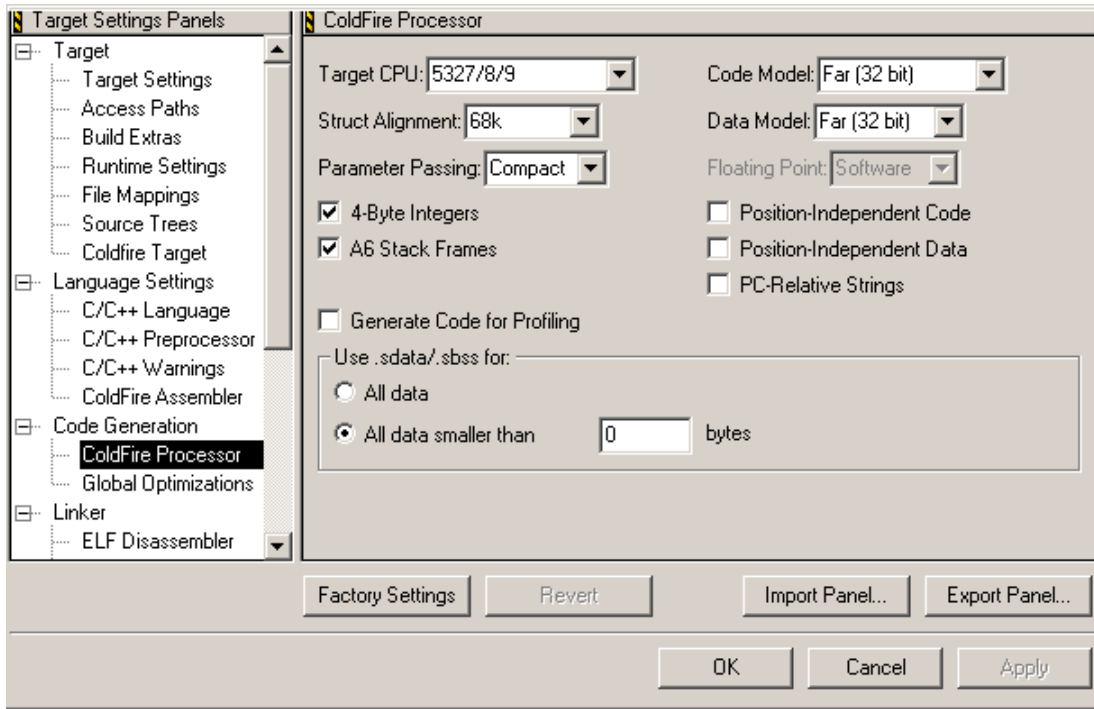 Target Settings Panels
Target
Target Settings
Access Paths
Build Extras
Runtime Settings
File Mappings
Source Trees
Coldfire Target
Language Settings
C/C++ Language
C/C++ Preprocessor
C/C++ Warnings
ColdFire Assembler
Code Generation
ColdFire Processor
Global Optimizations
Linker
ELF Disassembler
ColdFire Processor
Target CPU: 5327/8/9
Code Model: Far (32 bit)
Struct Alignment: 68k
Data Model: Far (32 bit)
Parameter Passing: Compact
Floating Point: Software
4-Byte Integers
Position-Independent Code
A6 Stack Frames
Position-Independent Data
PC-Relative Strings
Generate Code for Profiling
Use .sdata/.sbss for:
All data
All data smaller than 0 bytes
Factory Settings
Revert
Import Panel...
Export Panel...
OK
Cancel
Apply